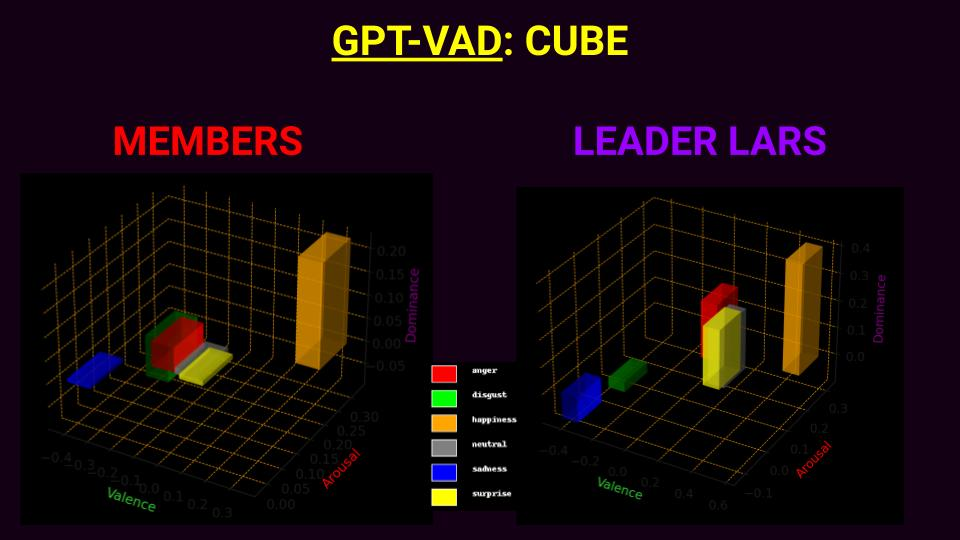 GPT-VAD: CUBE
MEMBERS
LEADER LARS
0.20
0.15
0.10
0.05
0.00
−0.05
Dominance
−0.4
−0.3
−0.2
−0.1
0.0
0.1
0.2
0.3
Valence
0.00
0.05
0.10
0.15
0.20
0.25
0.30
Arousal
anger
disgust
happiness
neutral
sadness
surprise
0.4
0.3
0.2
0.1
0.0
Dominance
−0.4
−0.2
0.0
0.2
0.4
0.6
Valence
−0.1
0.0
0.1
0.2
0.3
Arousal